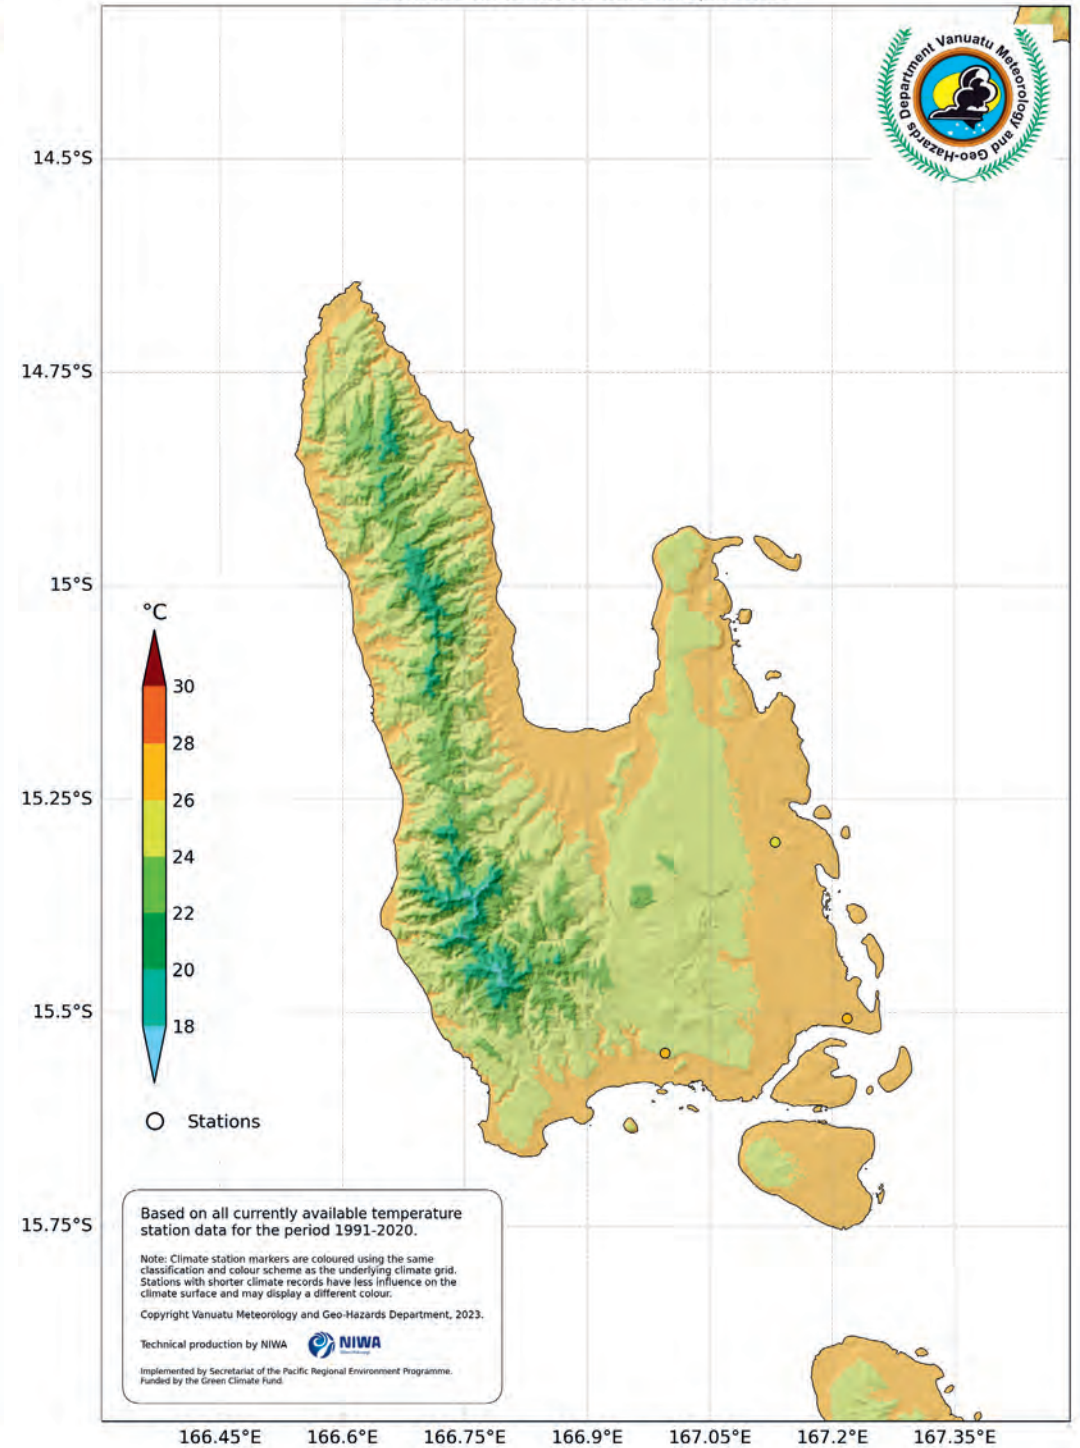 Department Vanuatu Meteorology and Geo-Hazards
14.5°S
14.75°S
15°S
15.25°S
15.5°S
15.75°S
°C
30
28
26
24
22
20
18
Stations
Based on all currently available temperature
station data for the period 1991-2020.
Note: Climate station markers are coloured using the same
classification and colour scheme as the underlying climate grid.
Stations with shorter climate records have less influence on the
climate surface and may display a different colour.
Copyright Vanuatu Meteorology and Geo-Hazards Department, 2023.
Technical production by NIWA
NIWA
Implemented by Secretariat of the Pacific Regional Environment Programme.
Funded by the Green Climate Fund.
166.45°E
166.6°E
166.75°E
166.9°E
167.05°E
167.2°E
167.35°E